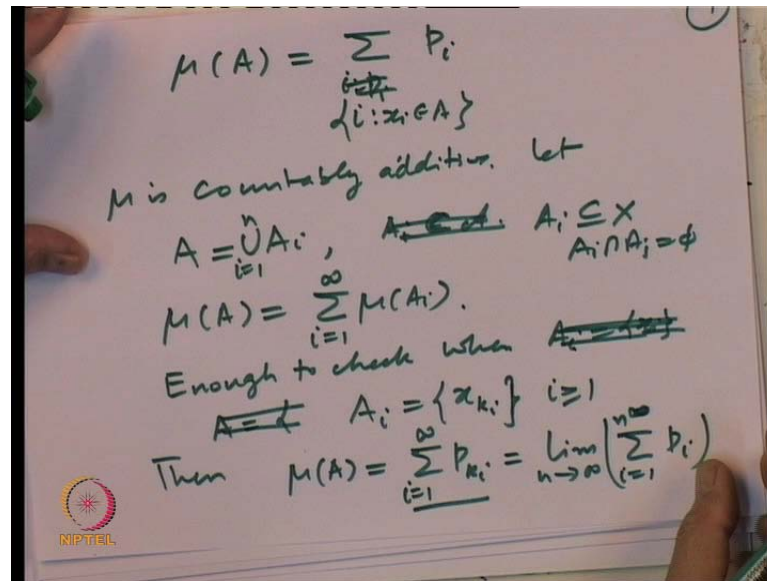 1
μ(A) = Σ p_i
{i : x_i ∈ A}
μ is countably additive. Let
A = ⋃_{i=1}^{n} A_i , A_i ⊆ X
A_i ∩ A_j = φ
μ(A) = Σ_{i=1}^{∞} μ(A_i).
Enough to check when
A_i = {x_{k_i}} i ≥ 1
Then μ(A) = Σ_{i=1}^{∞} p_{k_i} = lim_{n→∞} (Σ_{i=1}^{n ∞} p_i)
NPTEL